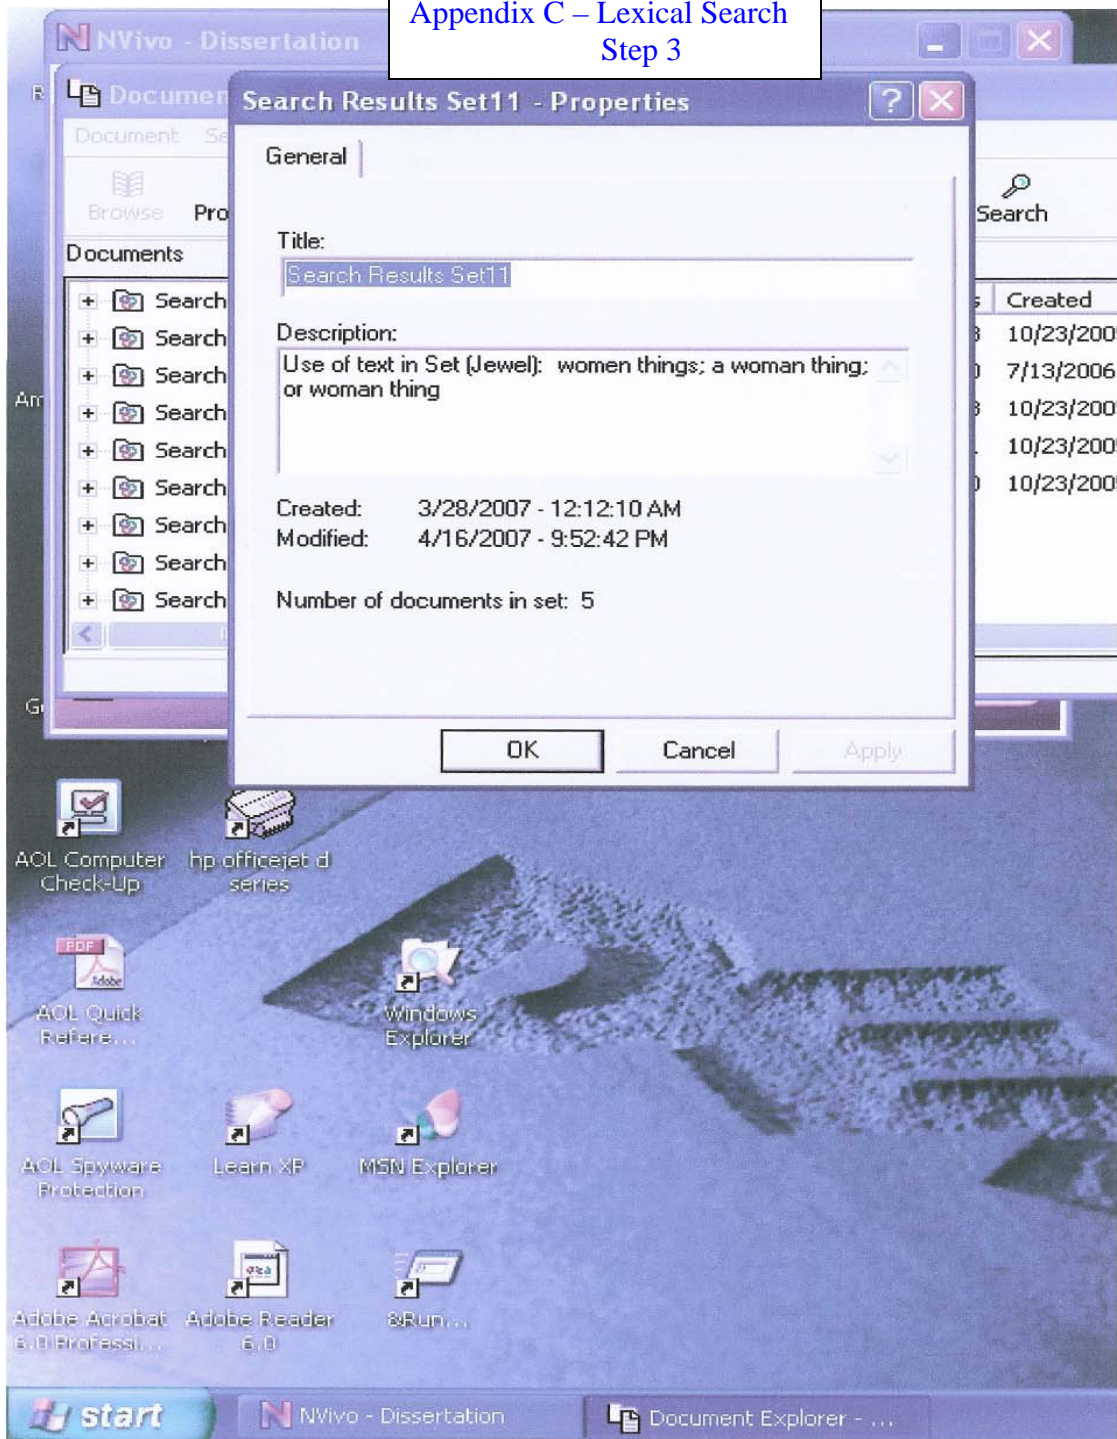 Appendix C – Lexical Search
Step 3
NVivo - Dissertation
Documen
Search Results Set11 - Properties
Document Se
General
Browse Pro
Search
Documents
Title:
Search Results Set11
Created
Search
Search
Search
Search
Search
Search
Search
Search
Search
Description:
Use of text in Set (Jewel): women things; a woman thing;
or woman thing
10/23/200
7/13/2006
10/23/200
10/23/200
10/23/200
Created: 3/28/2007 - 12:12:10 AM
Modified: 4/16/2007 - 9:52:42 PM
Number of documents in set: 5
OK Cancel Apply
AOL Computer
Check-Up
hp officejet d
series
PDF
Adobe
AOL Quick
Refere...
Windows
Explorer
AOL Spyware
Protection
Learn XP
MSN Explorer
Adobe Acrobat
6.0 Professi...
Adobe Reader
6.0
&Run...
start
NVivo - Dissertation
Document Explorer - ...